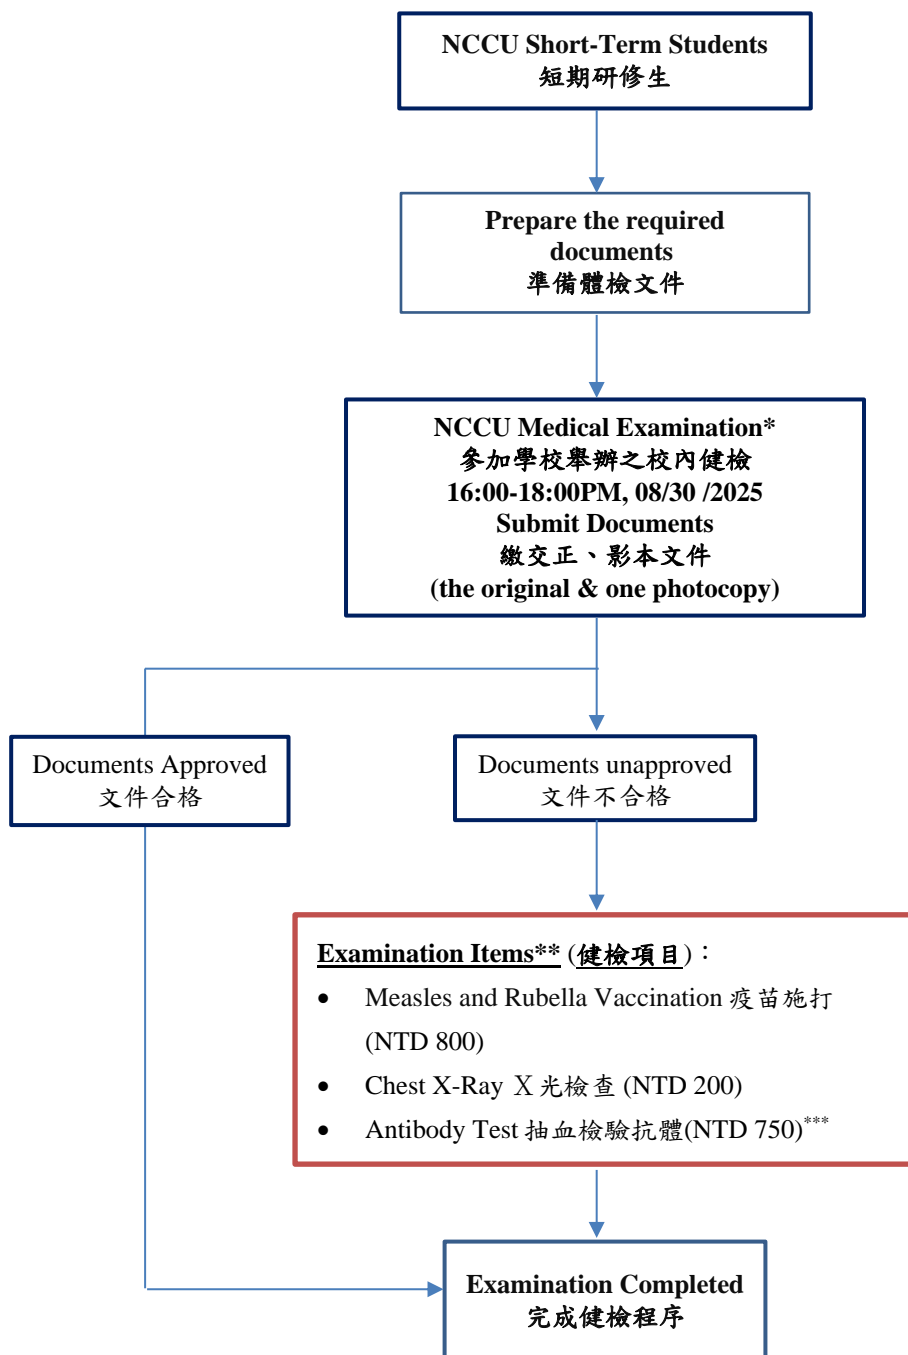 NCCU Short-Term Students
短期研修生
Prepare the required
documents
準備體檢文件
NCCU Medical Examination*
參加學校舉辦之校內健檢
16:00-18:00PM, 08/30 /2025
Submit Documents
繳交正、影本文件
(the original & one photocopy)
Documents Approved
文件合格
Documents unapproved
文件不合格
Examination Items** (健檢項目)：
• Measles and Rubella Vaccination 疫苗施打
(NTD 800)
• Chest X-Ray Ｘ光檢查 (NTD 200)
• Antibody Test 抽血檢驗抗體(NTD 750)***
Examination Completed
完成健檢程序